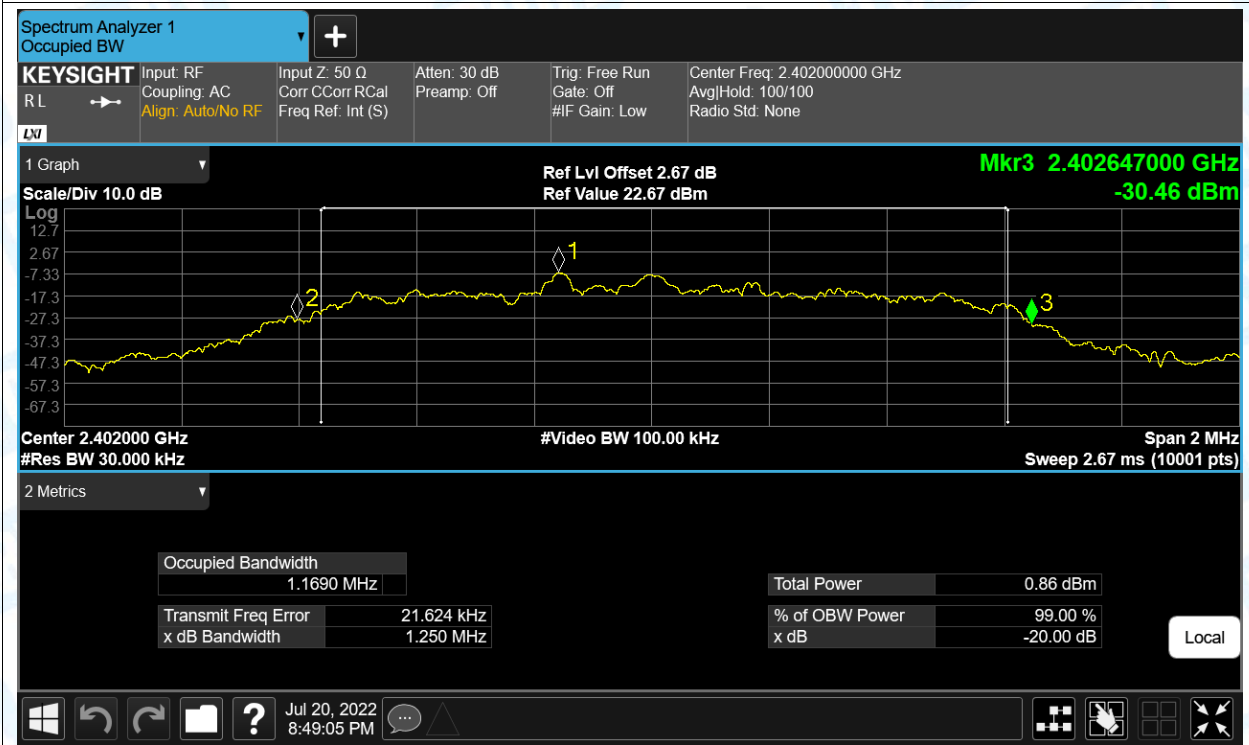 Spectrum Analyzer 1
Occupied BW
KEYSIGHT
R L
LXI
Input: RF
Coupling: AC
Align: Auto/No RF
Input Z: 50 Ω
Corr CCorr RCal
Freq Ref: Int (S)
Atten: 30 dB
Preamp: Off
Trig: Free Run
Gate: Off
#IF Gain: Low
Center Freq: 2.402000000 GHz
Avg|Hold: 100/100
Radio Std: None
1 Graph
Scale/Div 10.0 dB
Ref Lvl Offset 2.67 dB
Ref Value 22.67 dBm
Mkr3 2.402647000 GHz
-30.46 dBm
Log
12.7
2.67
-7.33
-17.3
-27.3
-37.3
-47.3
-57.3
-67.3
1
2
3
Center 2.402000 GHz
#Res BW 30.000 kHz
#Video BW 100.00 kHz
Span 2 MHz
Sweep 2.67 ms (10001 pts)
2 Metrics
Occupied Bandwidth
1.1690 MHz
Transmit Freq Error 21.624 kHz
x dB Bandwidth 1.250 MHz
Total Power 0.86 dBm
% of OBW Power 99.00 %
x dB -20.00 dB
Local
?
Jul 20, 2022
8:49:05 PM